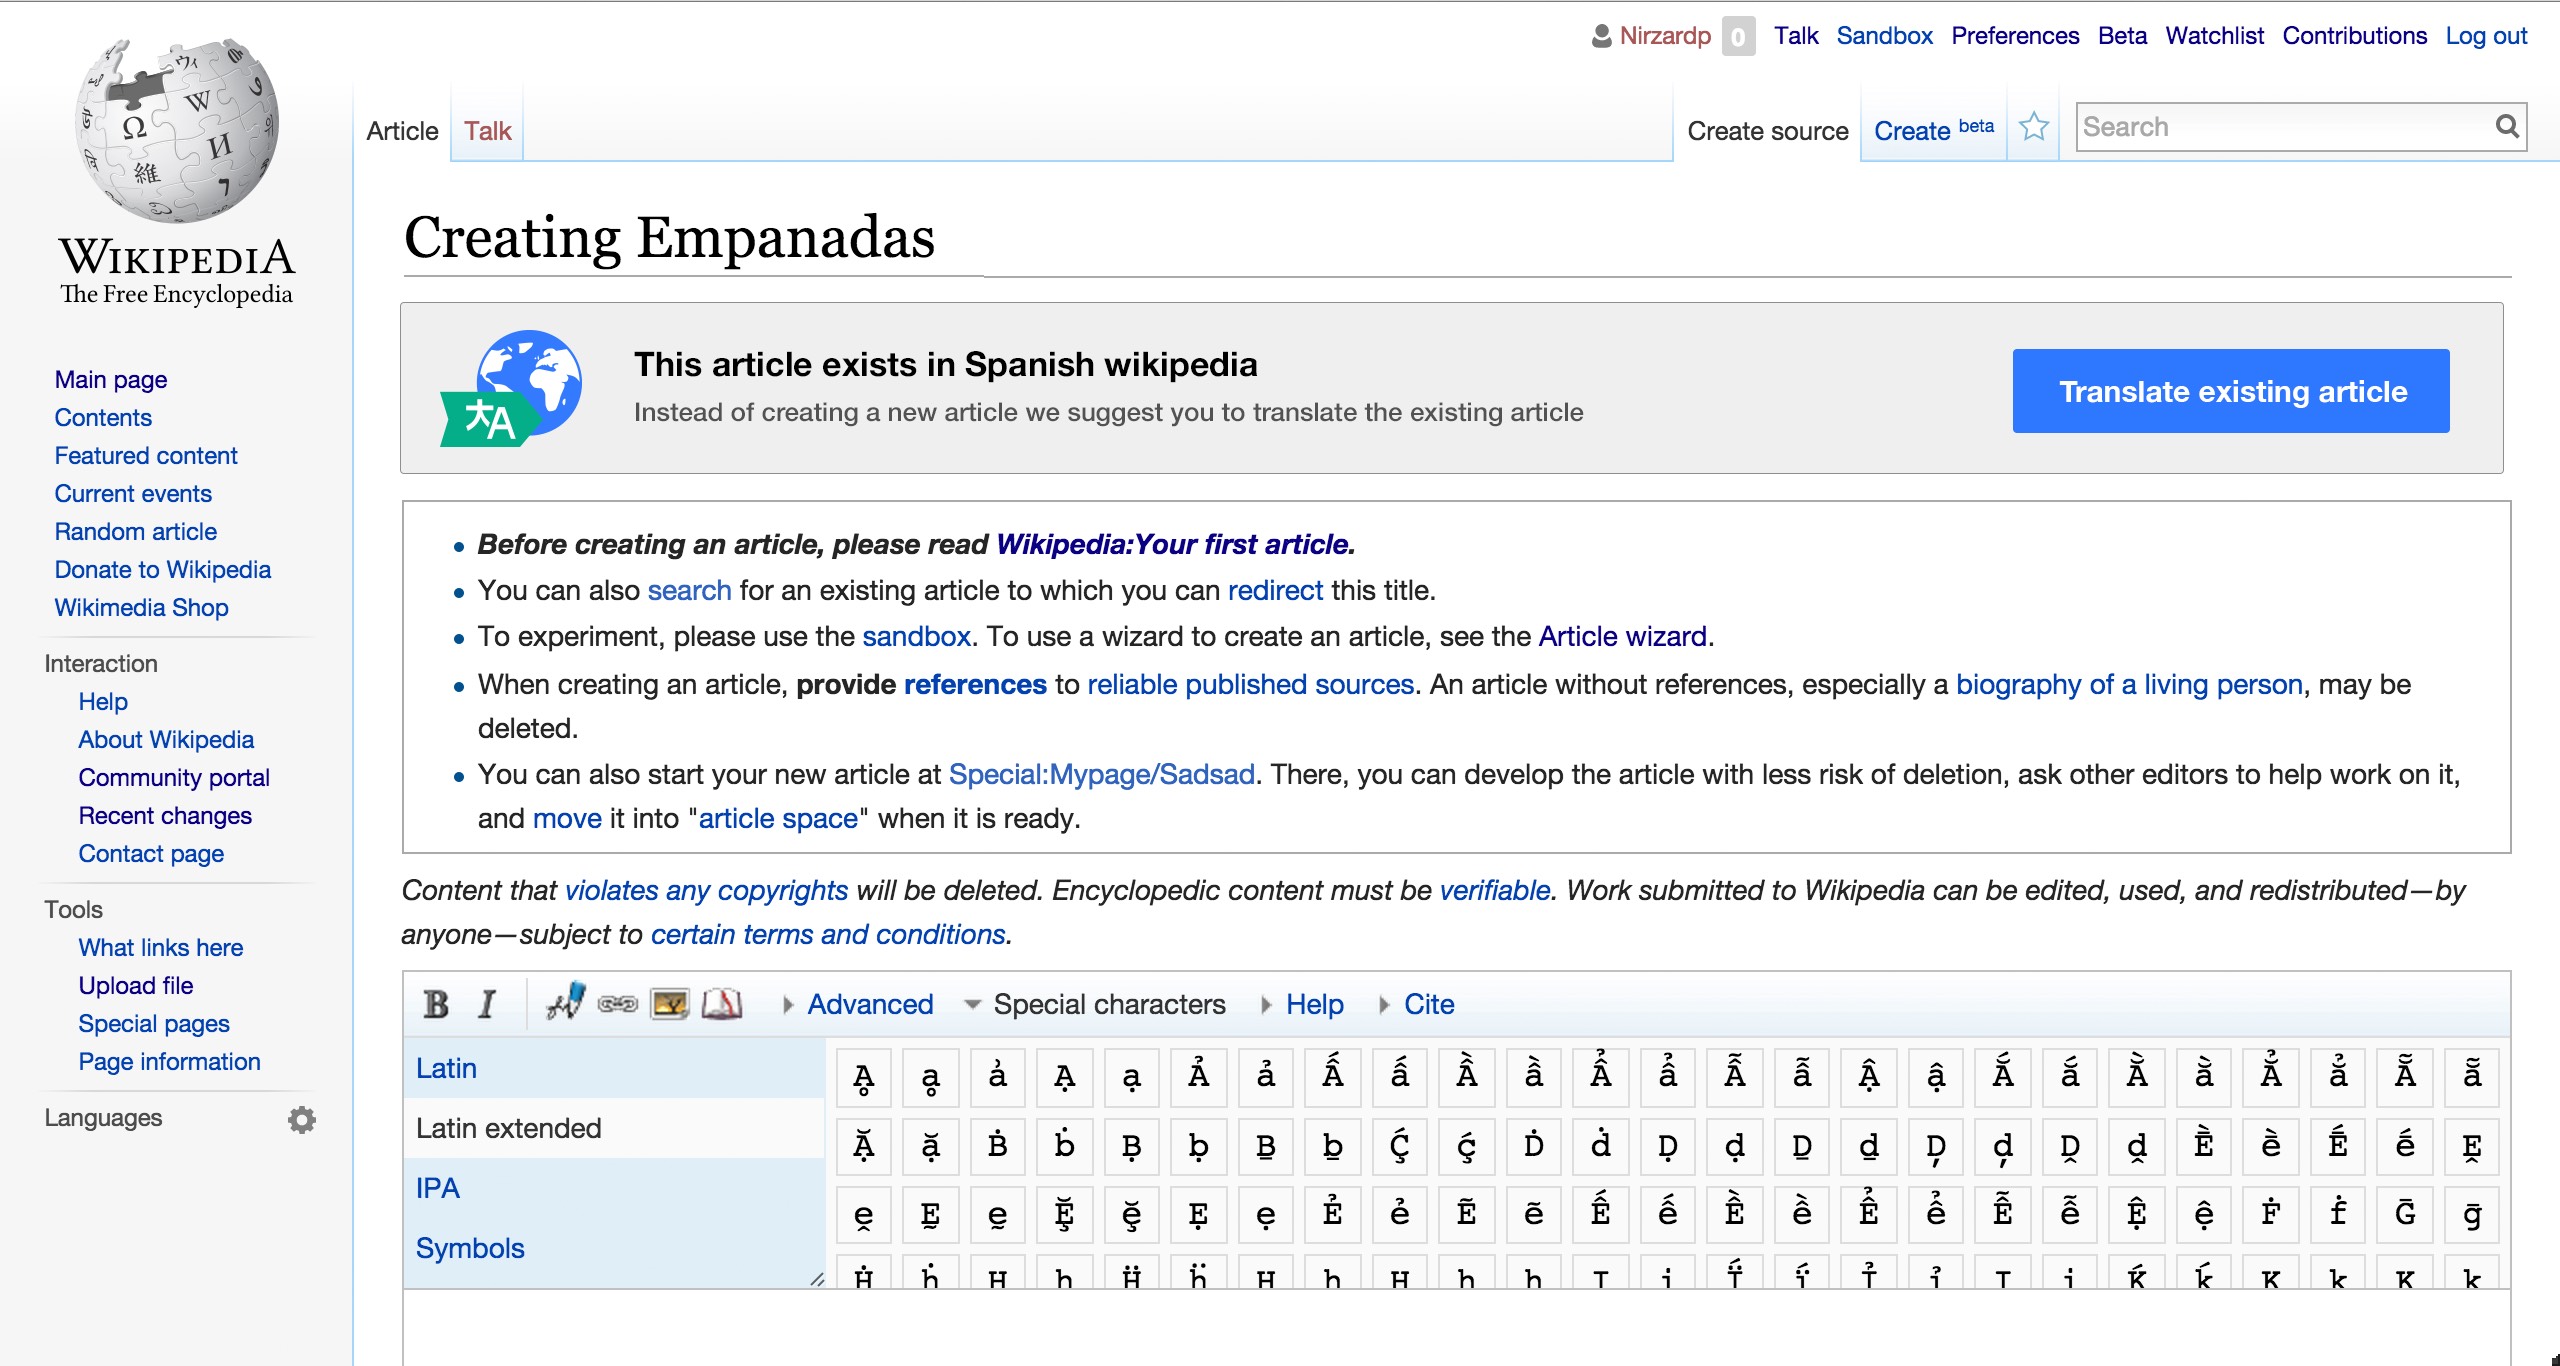 Nirzardp 0 Talk Sandbox Preferences Beta Watchlist Contributions Log out
Article Talk Create source Create beta Search
WIKIPEDIA
The Free Encyclopedia
Main page
Contents
Featured content
Current events
Random article
Donate to Wikipedia
Wikimedia Shop
Interaction
Help
About Wikipedia
Community portal
Recent changes
Contact page
Tools
What links here
Upload file
Special pages
Page information
Languages
Creating Empanadas
This article exists in Spanish wikipedia
Instead of creating a new article we suggest you to translate the existing article
Translate existing article
Before creating an article, please read Wikipedia:Your first article.
You can also search for an existing article to which you can redirect this title.
To experiment, please use the sandbox. To use a wizard to create an article, see the Article wizard.
When creating an article, provide references to reliable published sources. An article without references, especially a biography of a living person, may be
deleted.
You can also start your new article at Special:Mypage/Sadsad. There, you can develop the article with less risk of deletion, ask other editors to help work on it,
and move it into "article space" when it is ready.
Content that violates any copyrights will be deleted. Encyclopedic content must be verifiable. Work submitted to Wikipedia can be edited, used, and redistributed—by
anyone—subject to certain terms and conditions.
B I Advanced Special characters Help Cite
Latin
Latin extended
IPA
Symbols
Ḁ ḁ ả Ạ ạ Ả ả Ấ ấ Ầ ầ Ẩ ẩ Ẫ ẫ Ậ ậ Ắ ắ Ằ ằ Ẳ ẳ Ẵ ẵ
Ặ ặ Ḃ ḃ Ḅ ḅ Ḇ ḇ Ḉ ḉ Ḋ ḋ Ḍ ḍ Ḏ ḏ Ḑ ḑ Ḓ ḓ Ḕ ḕ Ḗ ḗ Ḙ
ḙ Ḛ ḛ Ḝ ḝ Ẹ ẹ Ẻ ẻ Ẽ ẽ Ế ế Ề ề Ể ể Ễ ễ Ệ ệ Ḟ ḟ Ḡ ḡ